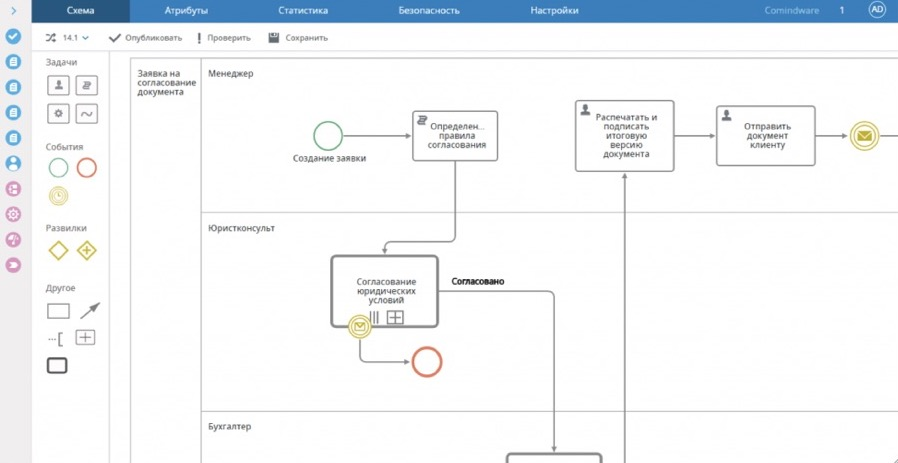 Схема Атрибуты Статистика Безопасность Настройки Comindware 1 AD
14.1 Опубликовать Проверить Сохранить
Задачи
События
Развилки
Другое
Заявка на
согласование
документа
Менеджер
Создание заявки
Определен...
правила
согласования
Распечатать и
подписать
итоговую
версию
документа
Отправить
документ
клиенту
Юристконсульт
Согласование
юридических
условий
Согласовано
Бухгалтер